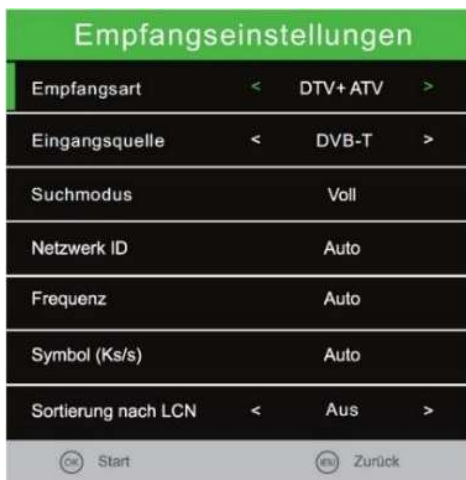 Empfangseinstellungen
Empfangsart < DTV+ATV >
Eingangsquelle < DVB-T >
Suchmodus Voll
Netzwerk ID Auto
Frequenz Auto
Symbol (Ks/s) Auto
Sortierung nach LCN < Aus >
OK Start MENU Zurück